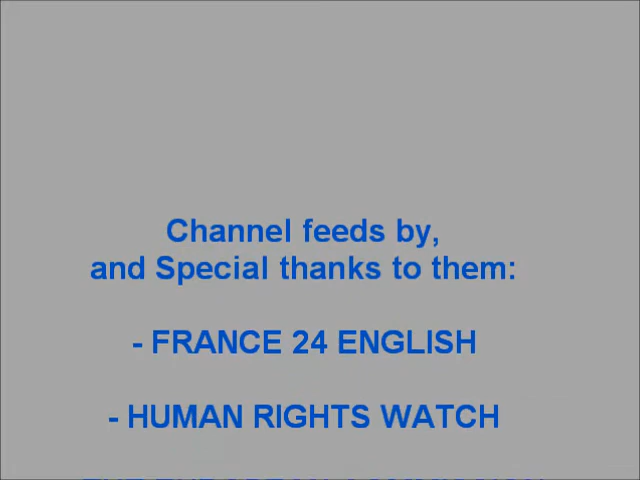 Channel feeds by,
and Special thanks to them:
- FRANCE 24 ENGLISH
- HUMAN RIGHTS WATCH